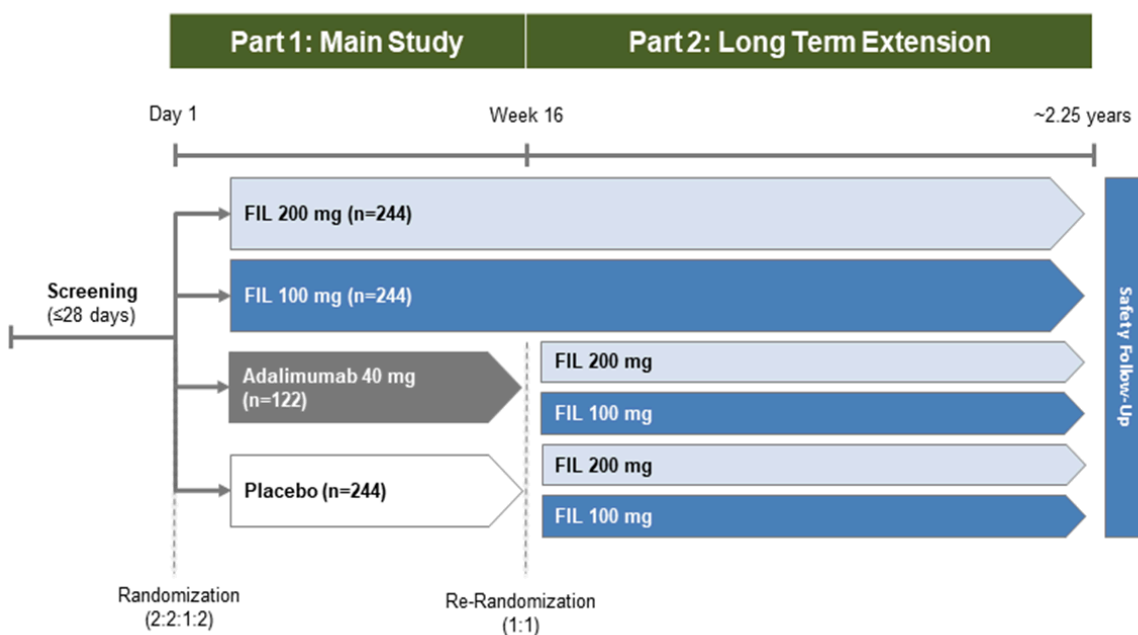 Part 1: Main Study
Part 2: Long Term Extension
Day 1
Week 16
~2.25 years
FIL 200 mg (n=244)
Screening
(≤28 days)
FIL 100 mg (n=244)
Adalimumab 40 mg
(n=122)
FIL 200 mg
FIL 100 mg
Placebo (n=244)
FIL 200 mg
FIL 100 mg
Safety Follow-Up
Randomization
(2:2:1:2)
Re-Randomization
(1:1)